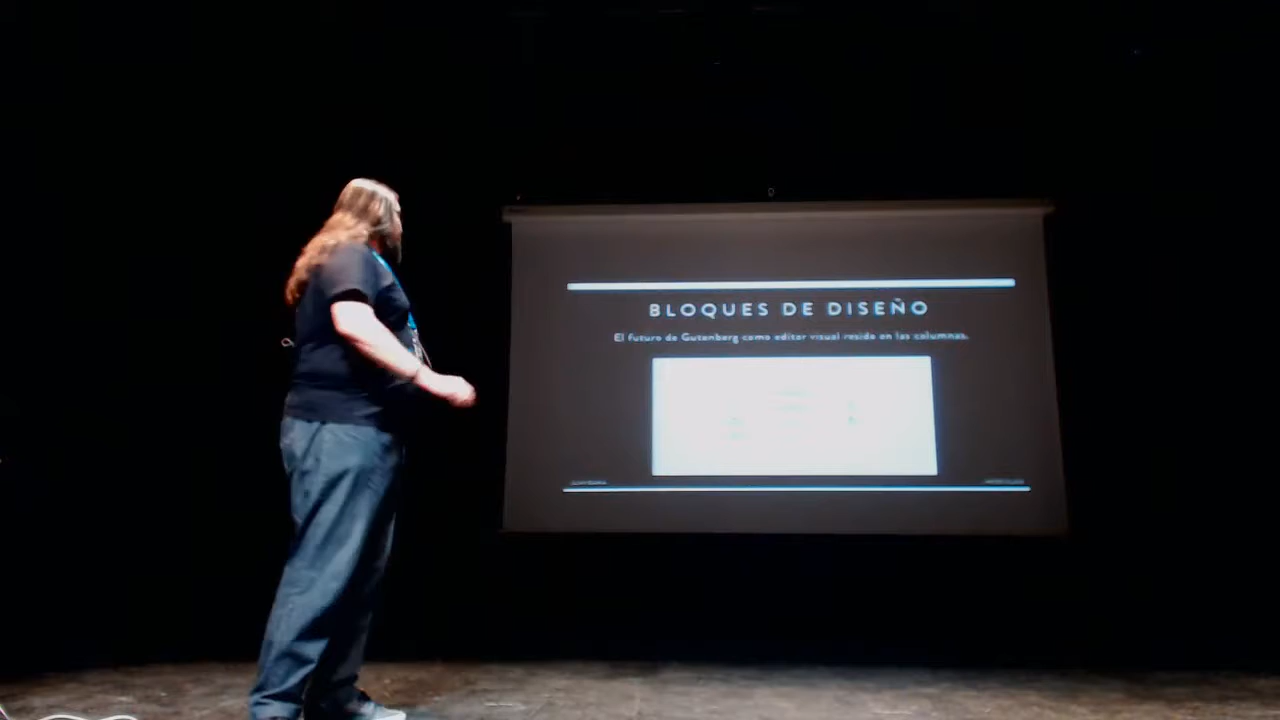 BLOQUES DE DISEÑO
El futuro de Gutenberg como editor visual reside en las columnas.